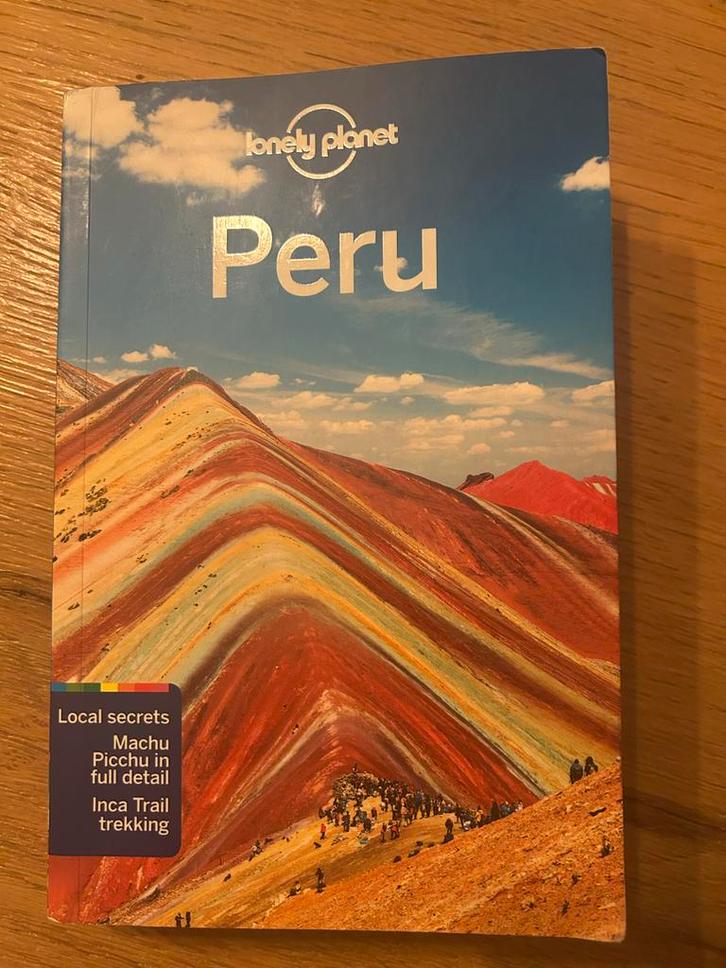 lonely planet
Peru
Local secrets
Machu
Picchu in
full detail
Inca Trail
trekking